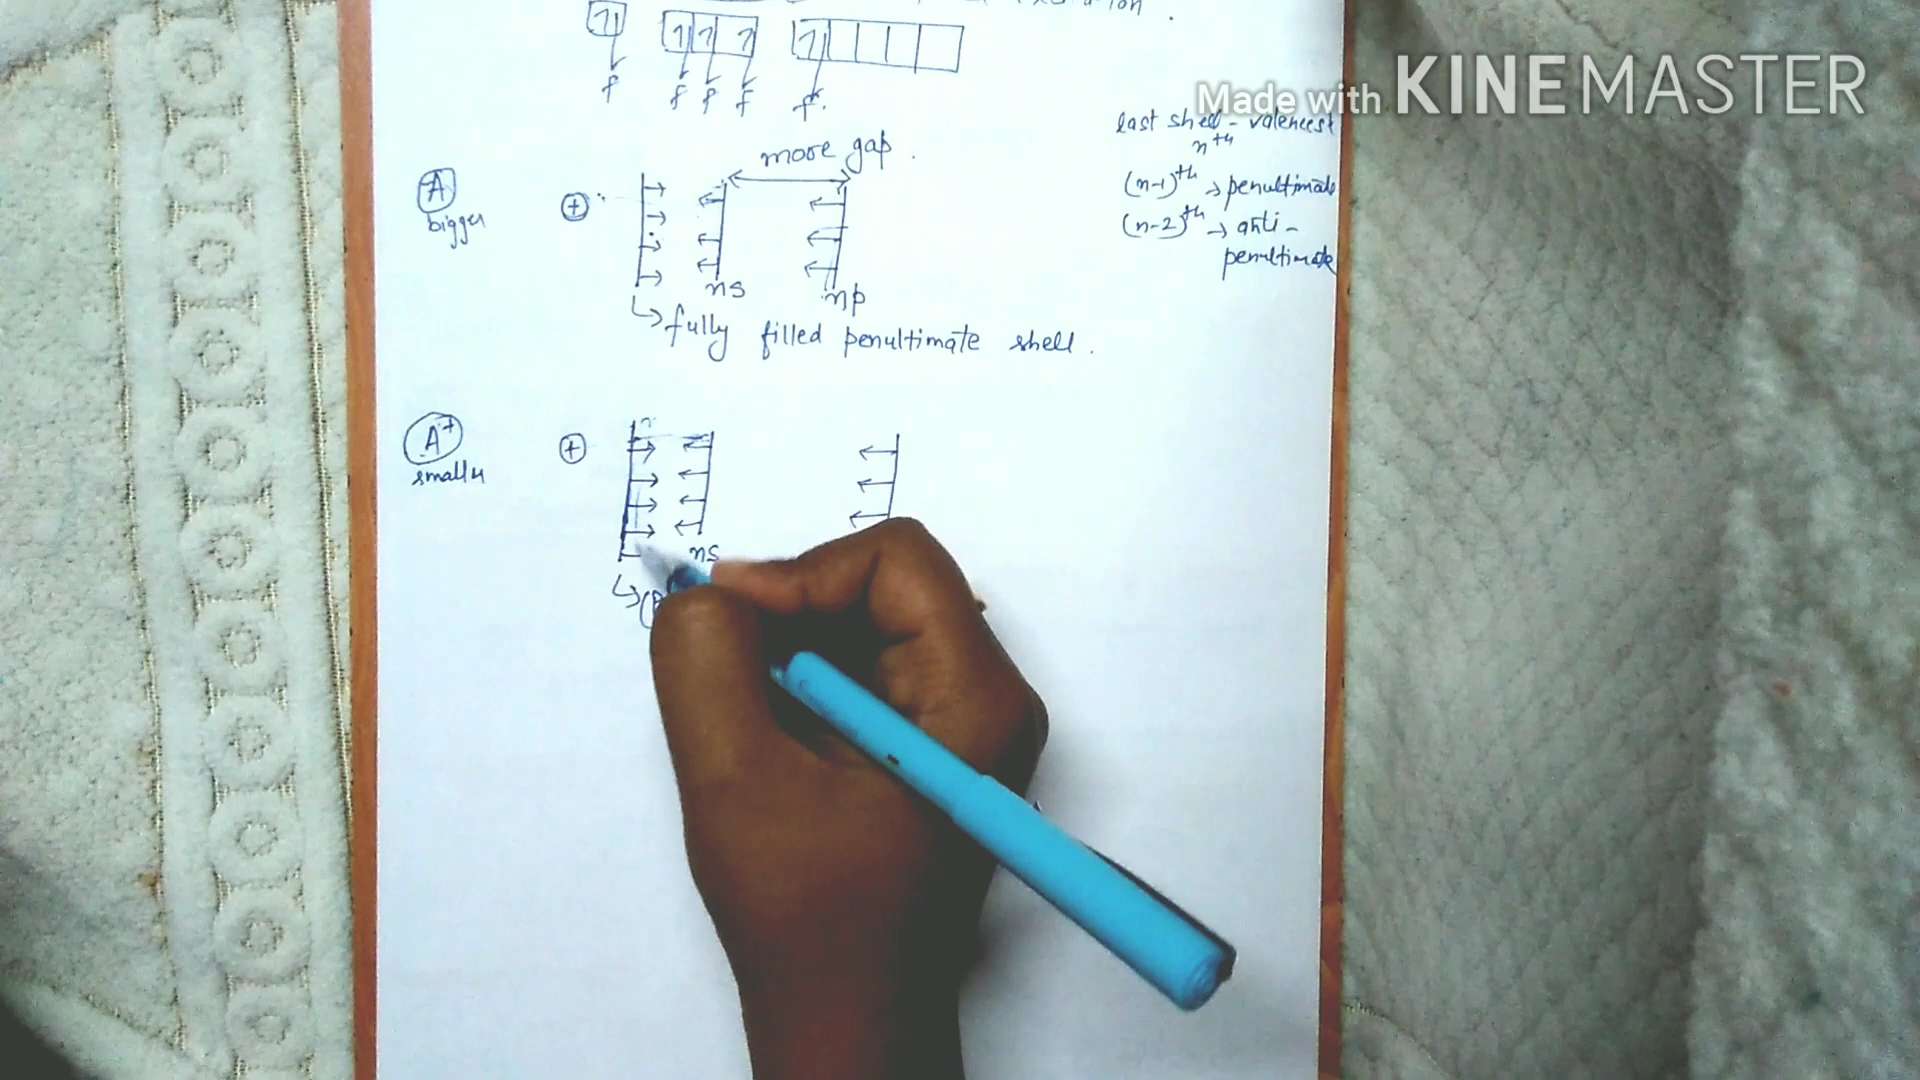 Made with KINEMASTER
f f f f f
last shell - valencest
nth
more gap .
(n-1)th → penultimate
A
bigger
+
(n-2)th → anti -
penultimate
ns
np
↳ fully filled penultimate shell .
A+
smaller
+
ns